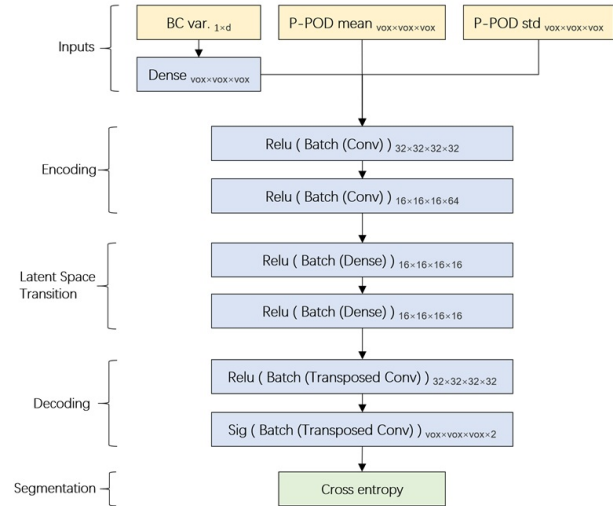 BC var. 1×d
P-POD mean vox×vox×vox
P-POD std vox×vox×vox
Inputs
Dense vox×vox×vox
Encoding
Relu ( Batch (Conv) ) 32×32×32×32
Relu ( Batch (Conv) ) 16×16×16×64
Latent Space
Transition
Relu ( Batch (Dense) ) 16×16×16×16
Relu ( Batch (Dense) ) 16×16×16×16
Decoding
Relu ( Batch (Transposed Conv) ) 32×32×32×32
Sig ( Batch (Transposed Conv) ) vox×vox×vox×2
Segmentation
Cross entropy